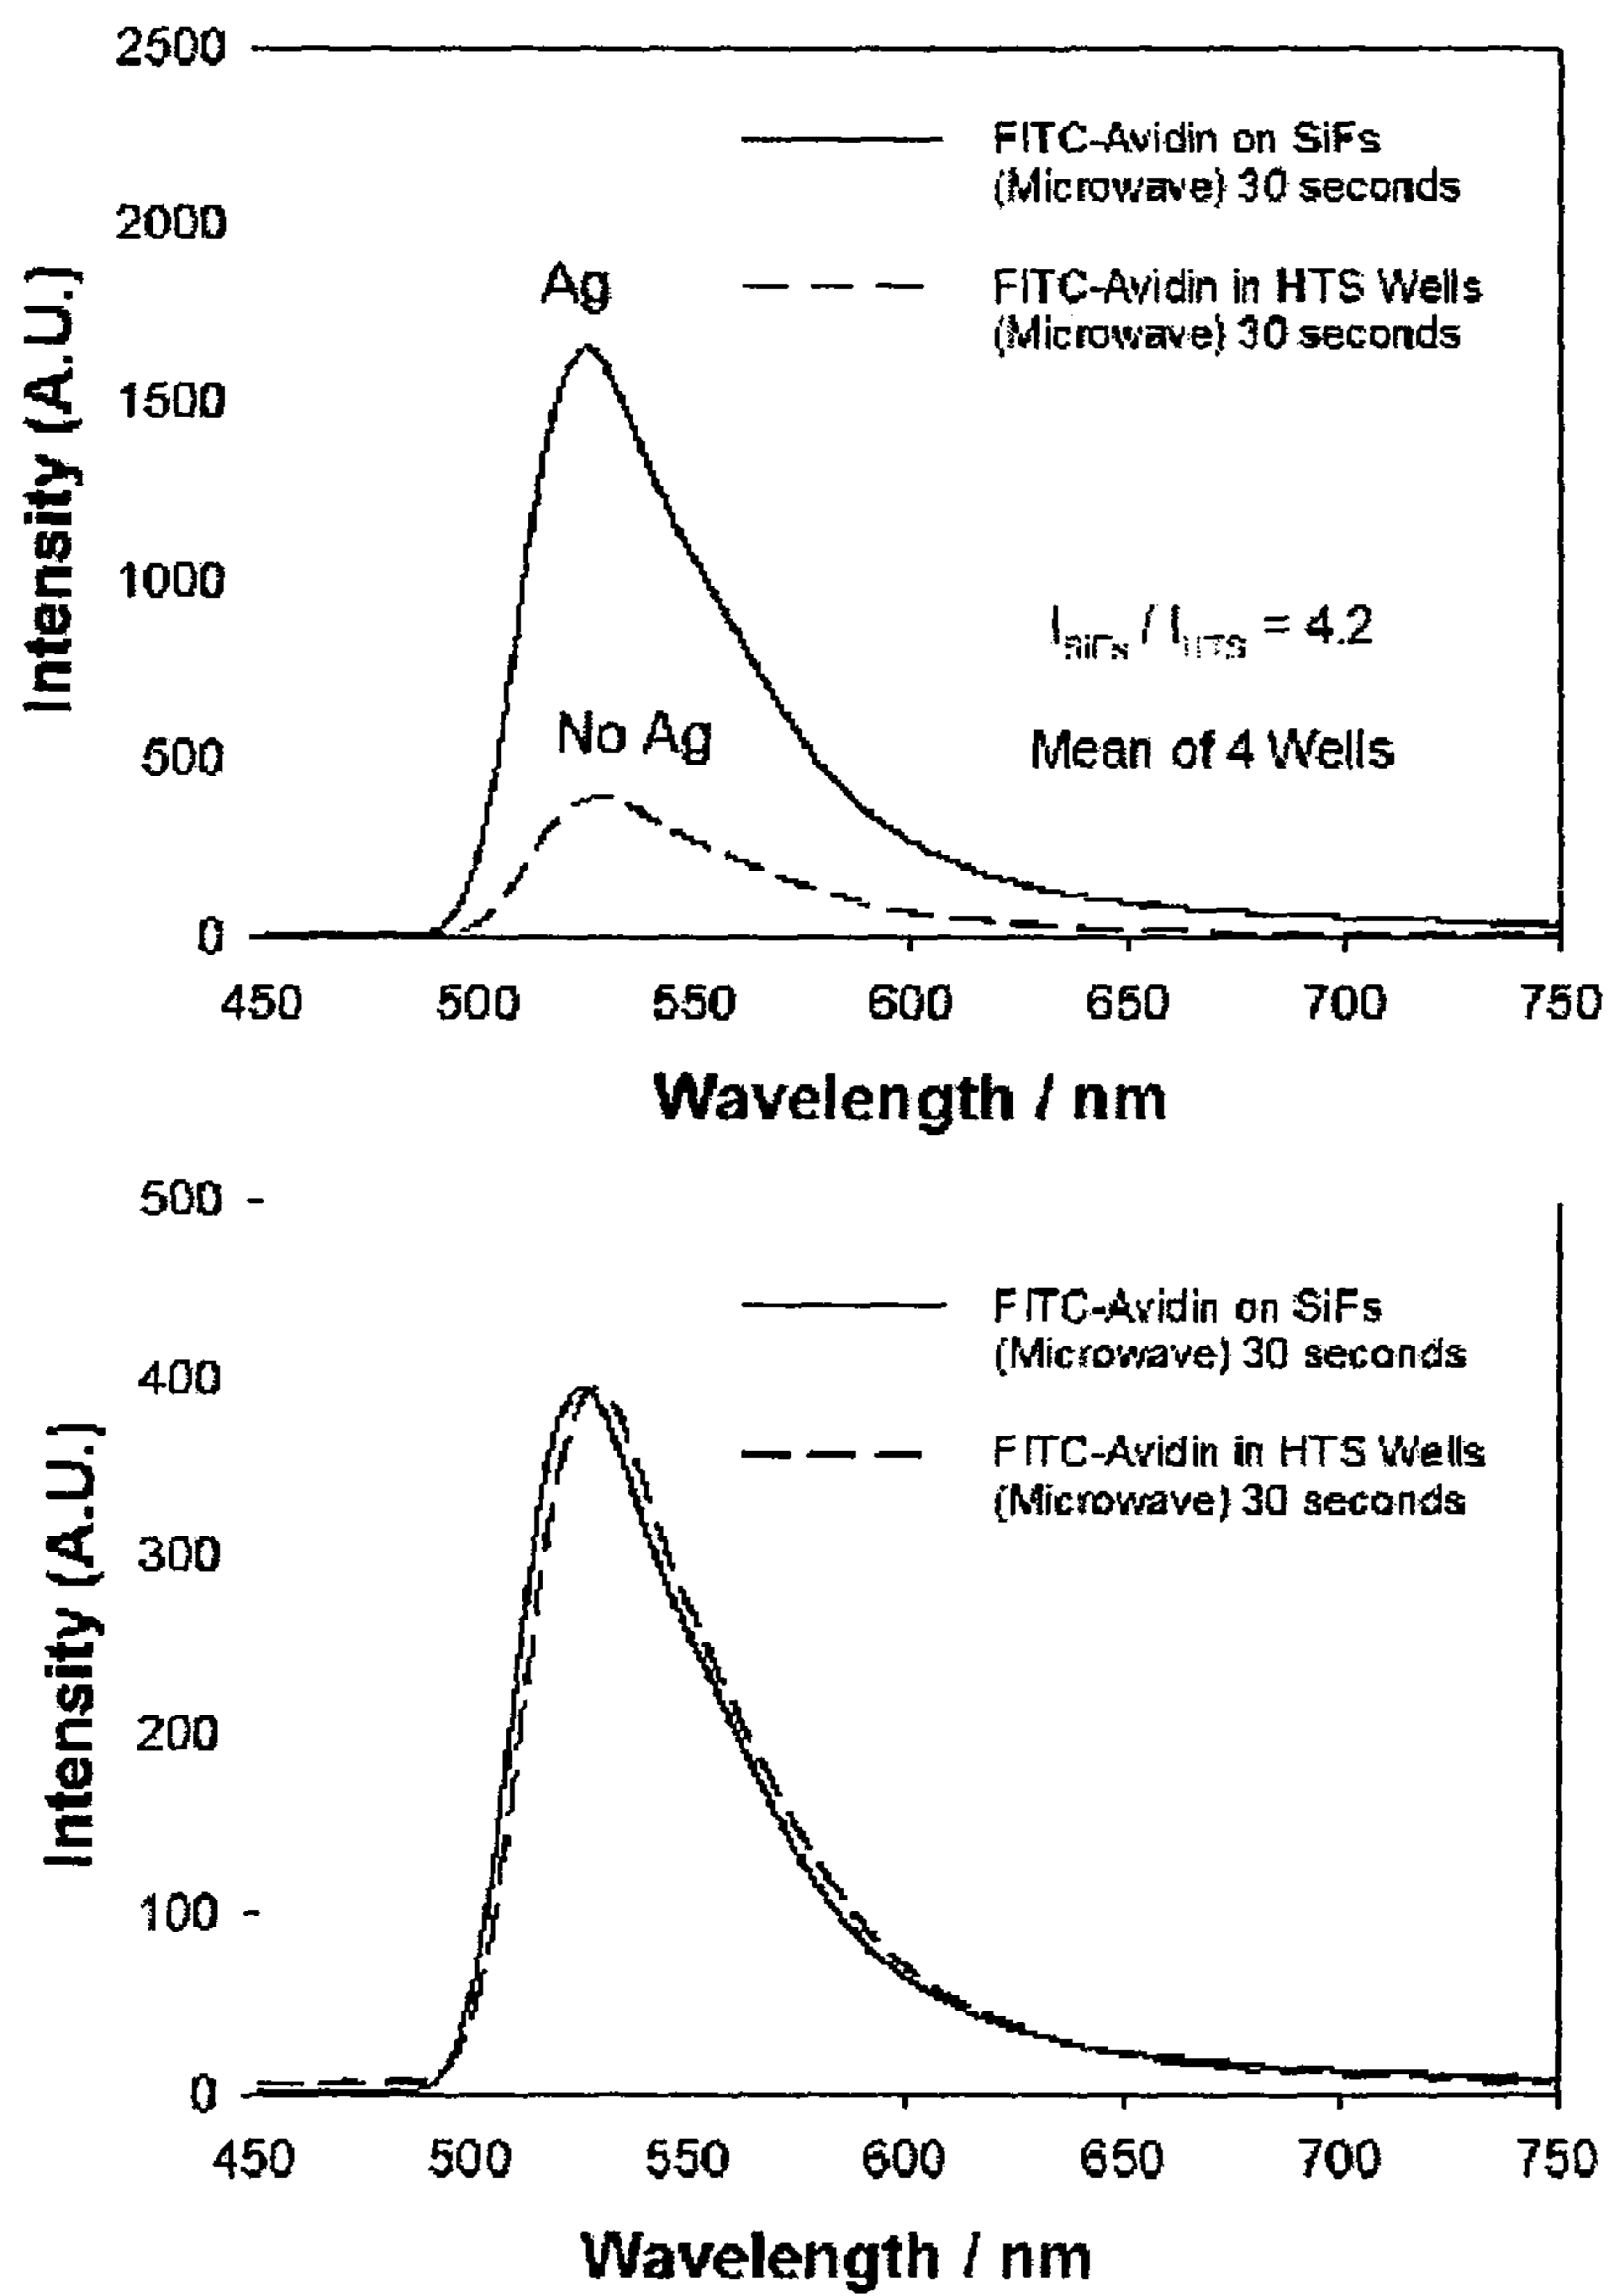 2500
2000
1500
1000
500
0
Intensity (A.U.)
FITC-Avidin on SiFs
(Microwave) 30 seconds
FITC-Avidin in HTS Wells
(Microwave) 30 seconds
Ag
No Ag
I SiFs / I HTS = 4.2
Mean of 4 Wells
450 500 550 600 650 700 750
Wavelength / nm
500
400
300
200
100
0
Intensity (A.U.)
FITC-Avidin on SiFs
(Microwave) 30 seconds
FITC-Avidin in HTS Wells
(Microwave) 30 seconds
450 500 550 600 650 700 750
Wavelength / nm